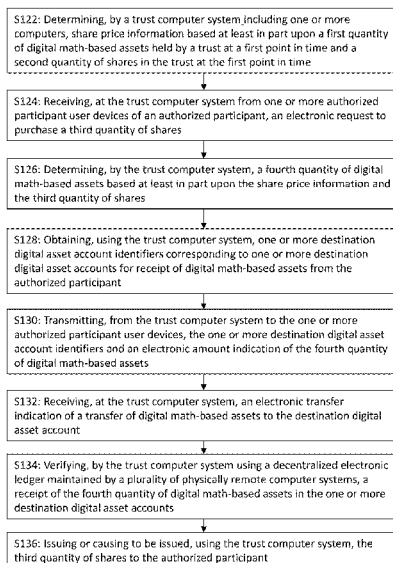 S122: Determining, by a trust computer system including one or more
computers, share price information based at least in part upon a first quantity
of digital math-based assets held by a trust at a first point in time and a
second quantity of shares in the trust at the first point in time
S124: Receiving, at the trust computer system from one or more authorized
participant user devices of an authorized participant, an electronic request to
purchase a third quantity of shares
S126: Determining, by the trust computer system, a fourth quantity of digital
math-based assets based at least in part upon the share price information and
the third quantity of shares
S128: Obtaining, using the trust computer system, one or more destination
digital asset account identifiers corresponding to one or more destination
digital asset accounts for receipt of digital math-based assets from the
authorized participant
S130: Transmitting, from the trust computer system to the one or more
authorized participant user devices, the one or more destination digital asset
account identifiers and an electronic amount indication of the fourth quantity
of digital math-based assets
S132: Receiving, at the trust computer system, an electronic transfer
indication of a transfer of digital math-based assets to the destination digital
asset account
S134: Verifying, by the trust computer system using a decentralized electronic
ledger maintained by a plurality of physically remote computer systems, a
receipt of the fourth quantity of digital math-based assets in the one or more
destination digital asset accounts
S136: Issuing or causing to be issued, using the trust computer system, the
third quantity of shares to the authorized participant